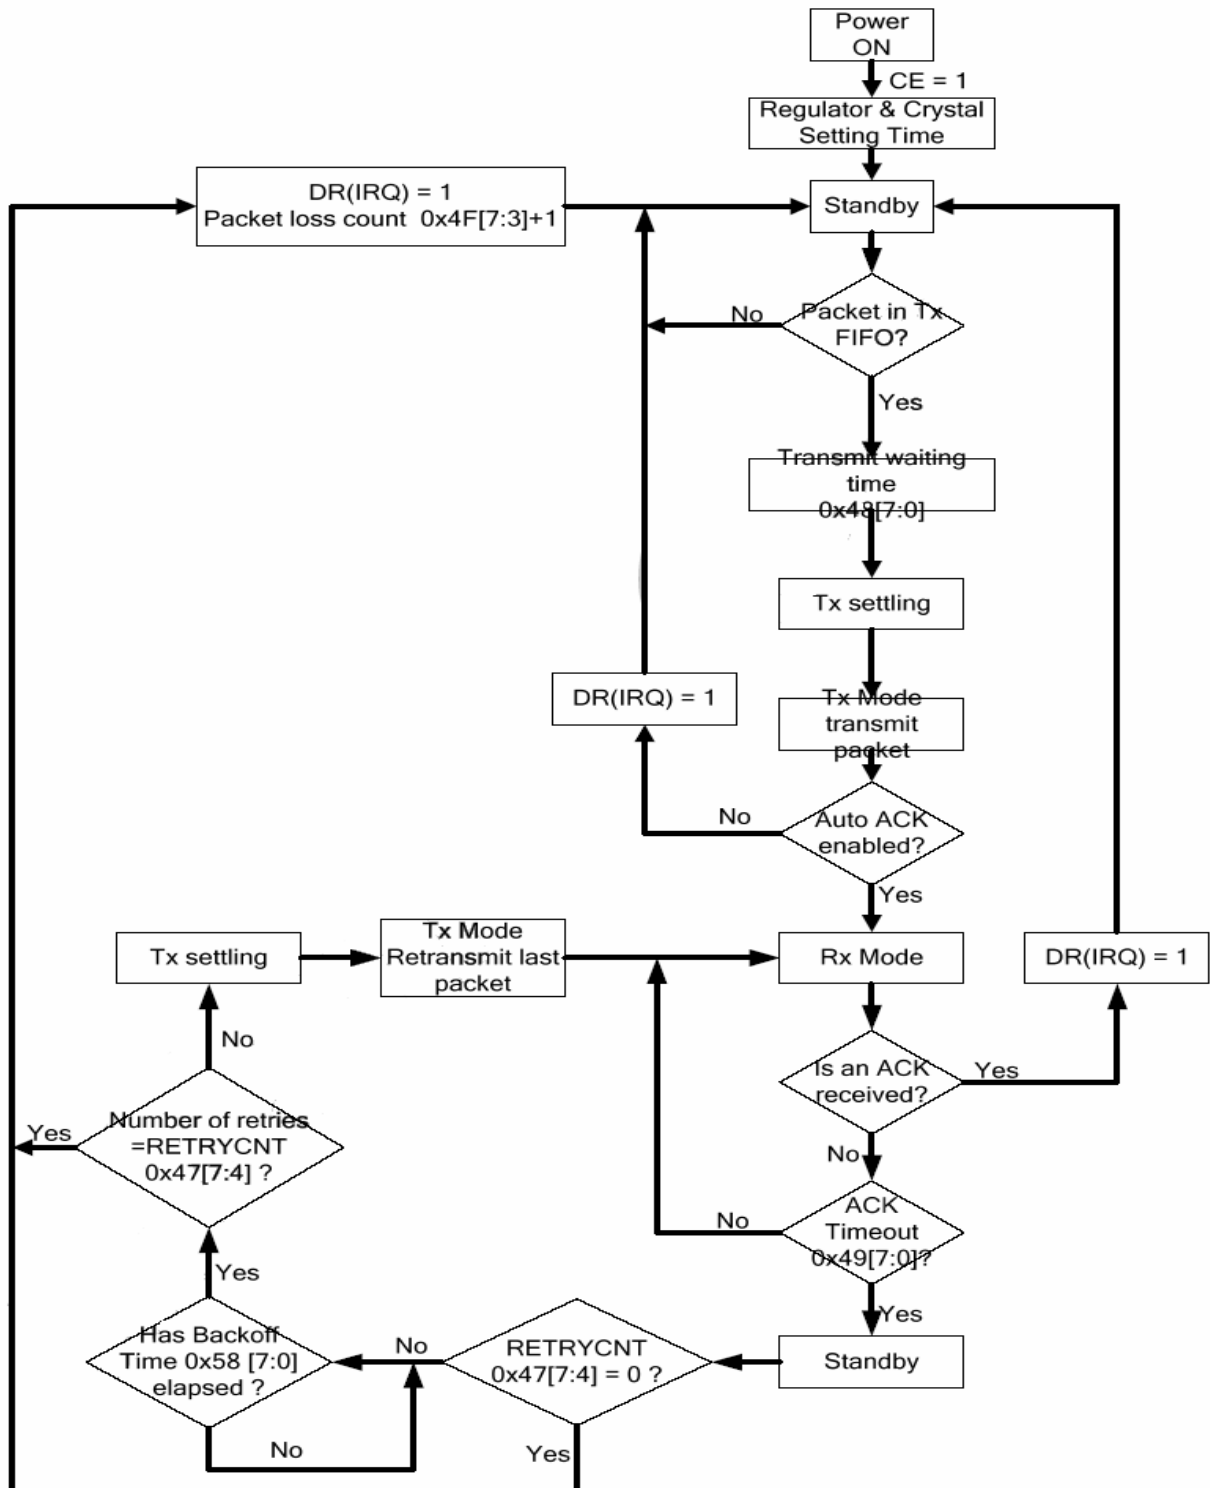 Power
ON
CE = 1
Regulator & Crystal
Setting Time
DR(IRQ) = 1
Packet loss count 0x4F[7:3]+1
Standby
No
Packet in Tx
FIFO?
Yes
Transmit waiting
time
0x48[7:0]
Tx settling
DR(IRQ) = 1
Tx Mode
transmit
packet
No
Auto ACK
enabled?
Yes
Tx settling
Tx Mode
Retransmit last
packet
Rx Mode
DR(IRQ) = 1
No
Is an ACK
received?
Yes
Yes
Number of retries
=RETRYCNT
0x47[7:4] ?
No
No
ACK
Timeout
0x49[7:0]?
Yes
Yes
Has Backoff
Time 0x58 [7:0]
elapsed ?
No
RETRYCNT
0x47[7:4] = 0 ?
Standby
No
Yes